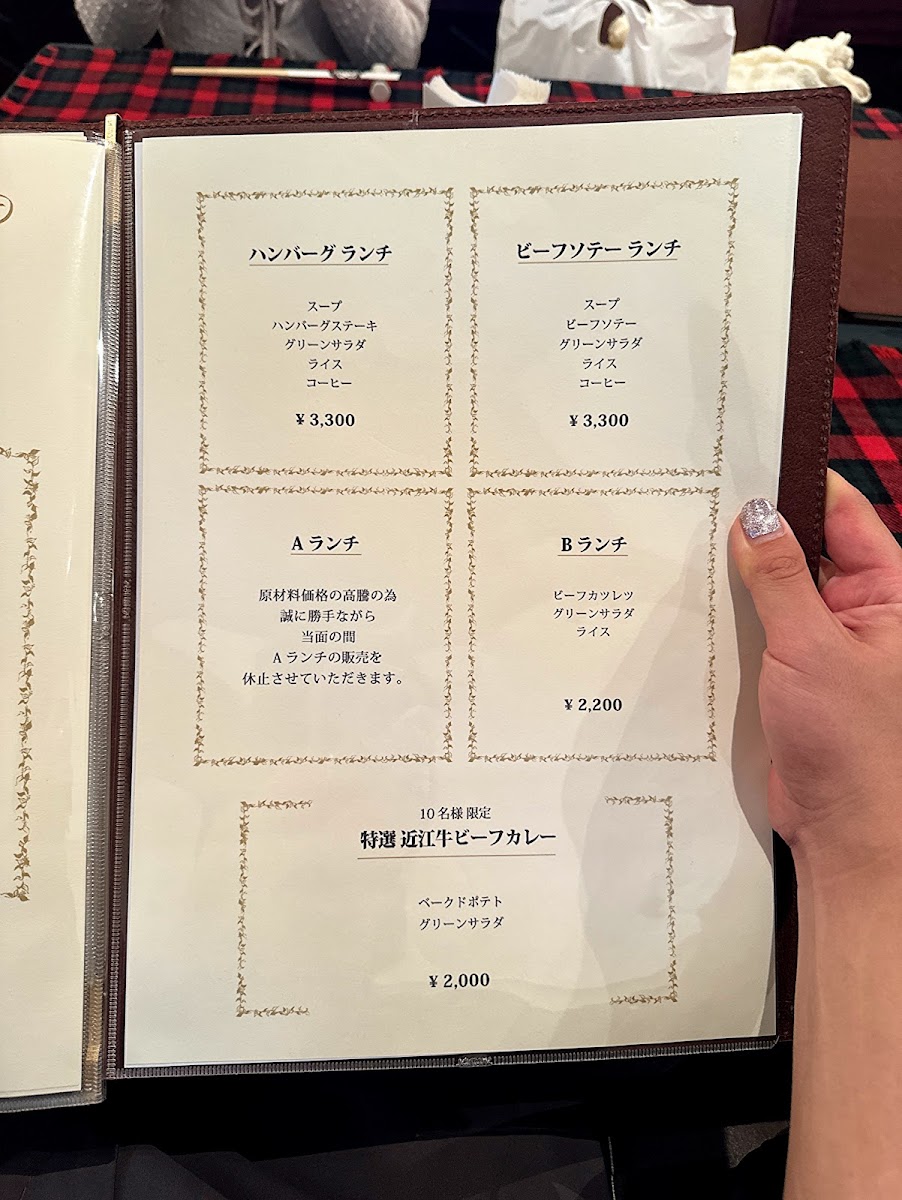 ハンバーグ ランチ
スープ
ハンバーグステーキ
グリーンサラダ
ライス
コーヒー
¥ 3,300
ビーフソテー ランチ
スープ
ビーフソテー
グリーンサラダ
ライス
コーヒー
¥ 3,300
A ランチ
原材料価格の高騰の為
誠に勝手ながら
当面の間
A ランチの販売を
休止させていただきます。
B ランチ
ビーフカツレツ
グリーンサラダ
ライス
¥ 2,200
10 名様 限定
特選 近江牛ビーフカレー
ベークドポテト
グリーンサラダ
¥ 2,000